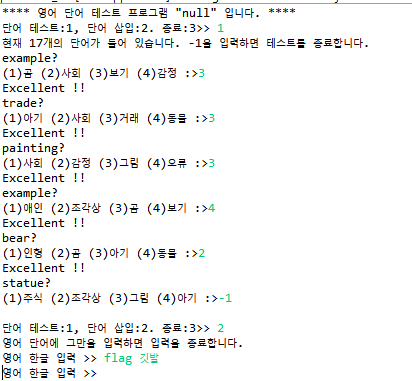 **** 영어 단어 테스트 프로그램 "null" 입니다. ****
단어 테스트:1, 단어 삽입:2. 종료:3>> 1
현재 17개의 단어가 들어 있습니다. -1을 입력하면 테스트를 종료합니다.
example?
(1)곰 (2)사회 (3)보기 (4)감정 :>3
Excellent !!
trade?
(1)아기 (2)사회 (3)거래 (4)동물 :>3
Excellent !!
painting?
(1)사회 (2)감정 (3)그림 (4)오류 :>3
Excellent !!
example?
(1)애인 (2)조각상 (3)곰 (4)보기 :>4
Excellent !!
bear?
(1)인형 (2)곰 (3)아기 (4)동물 :>2
Excellent !!
statue?
(1)주식 (2)조각상 (3)그림 (4)아기 :>-1
단어 테스트:1, 단어 삽입:2. 종료:3>> 2
영어 단어에 그만을 입력하면 입력을 종료합니다.
영어 한글 입력 >> flag 깃발
영어 한글 입력 >>